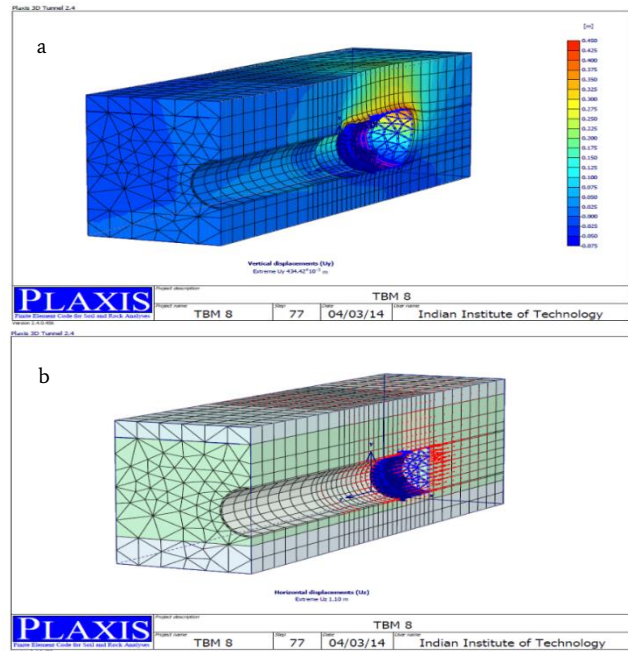 Plaxis 3D Tunnel 2.4
a
[m]
0.450
0.425
0.400
0.375
0.350
0.325
0.300
0.275
0.250
0.225
0.200
0.175
0.150
0.125
0.100
0.075
0.050
0.025
0.000
-0.025
-0.050
-0.075
Vertical displacements (Uy)
Extreme Uy 434.42*10-3 m
PLAXIS
Finite Element Code for Soil and Rock Analyses
Project description
TBM 8
Project name
TBM 8
Step
77
Date
04/03/14
User name
Indian Institute of Technology
Plaxis 3D Tunnel 2.4
b
Horizontal displacements (Uz)
Extreme Uz 1.10 m
PLAXIS
Finite Element Code for Soil and Rock Analyses
Project description
TBM 8
Project name
TBM 8
Step
77
Date
04/03/14
User name
Indian Institute of Technology